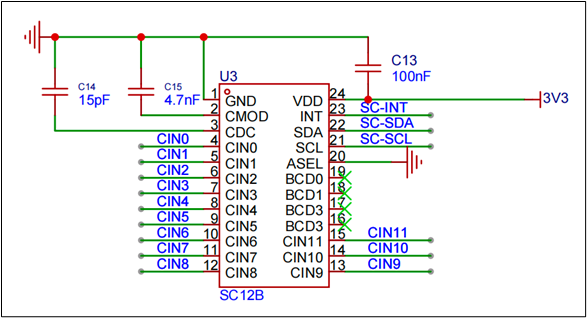 C13
100nF
C14
15pF
C15
4.7nF
U3
3V3
1 GND VDD 24
2 CMOD INT 23 SC-INT
3 CDC SDA 22 SC-SDA
CIN0 4 CIN0 SCL 21 SC-SCL
CIN1 5 CIN1 ASEL 20
CIN2 6 CIN2 BCD0 19
CIN3 7 CIN3 BCD1 18
CIN4 8 CIN4 BCD3 17
CIN5 9 CIN5 BCD3 16
CIN6 10 CIN6 CIN11 15 CIN11
CIN7 11 CIN7 CIN10 14 CIN10
CIN8 12 CIN8 CIN9 13 CIN9
SC12B